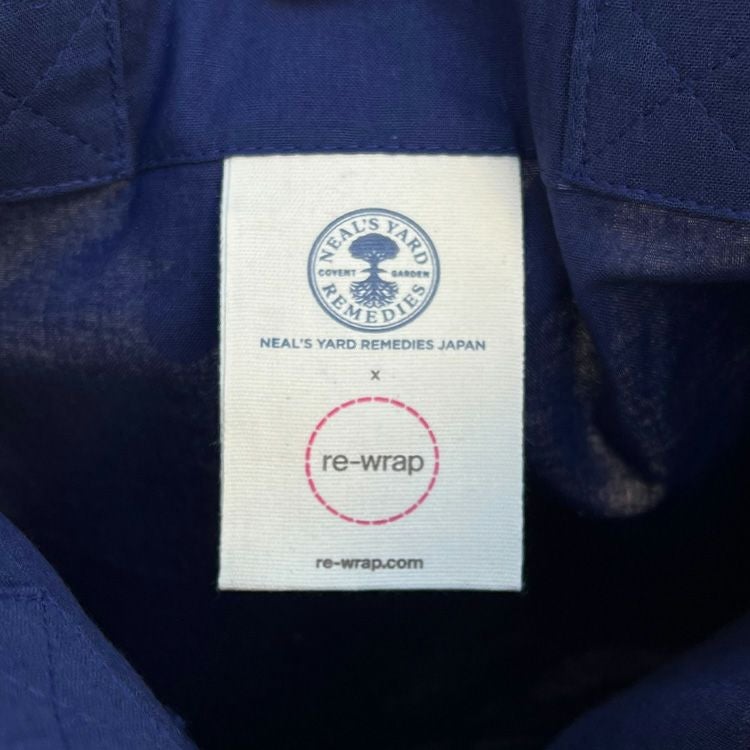 NEAL'S YARD
COVENT GARDEN
REMEDIES
NEAL'S YARD REMEDIES JAPAN
x
re-wrap
re-wrap.com